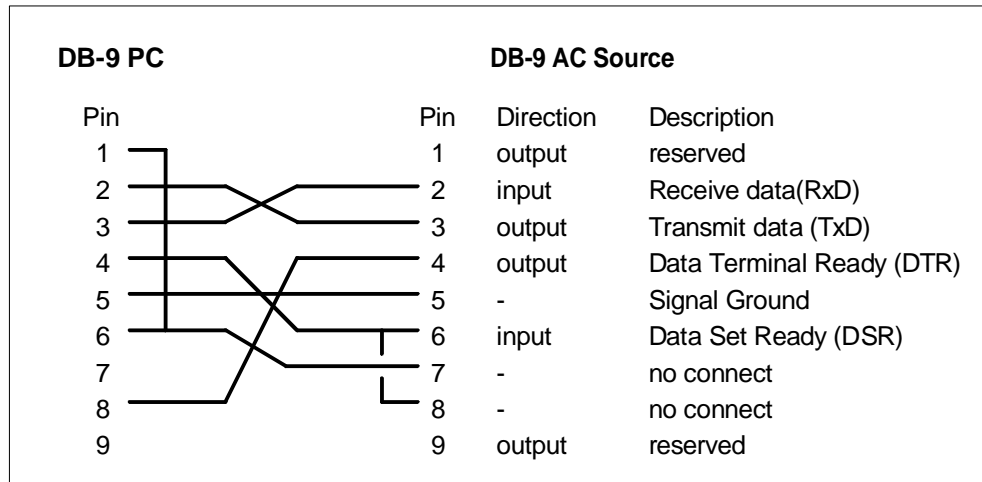 DB-9 PC DB-9 AC Source
Pin Pin Direction Description
1 1 output reserved
2 2 input Receive data(RxD)
3 3 output Transmit data (TxD)
4 4 output Data Terminal Ready (DTR)
5 5 - Signal Ground
6 6 input Data Set Ready (DSR)
7 7 - no connect
8 8 - no connect
9 9 output reserved